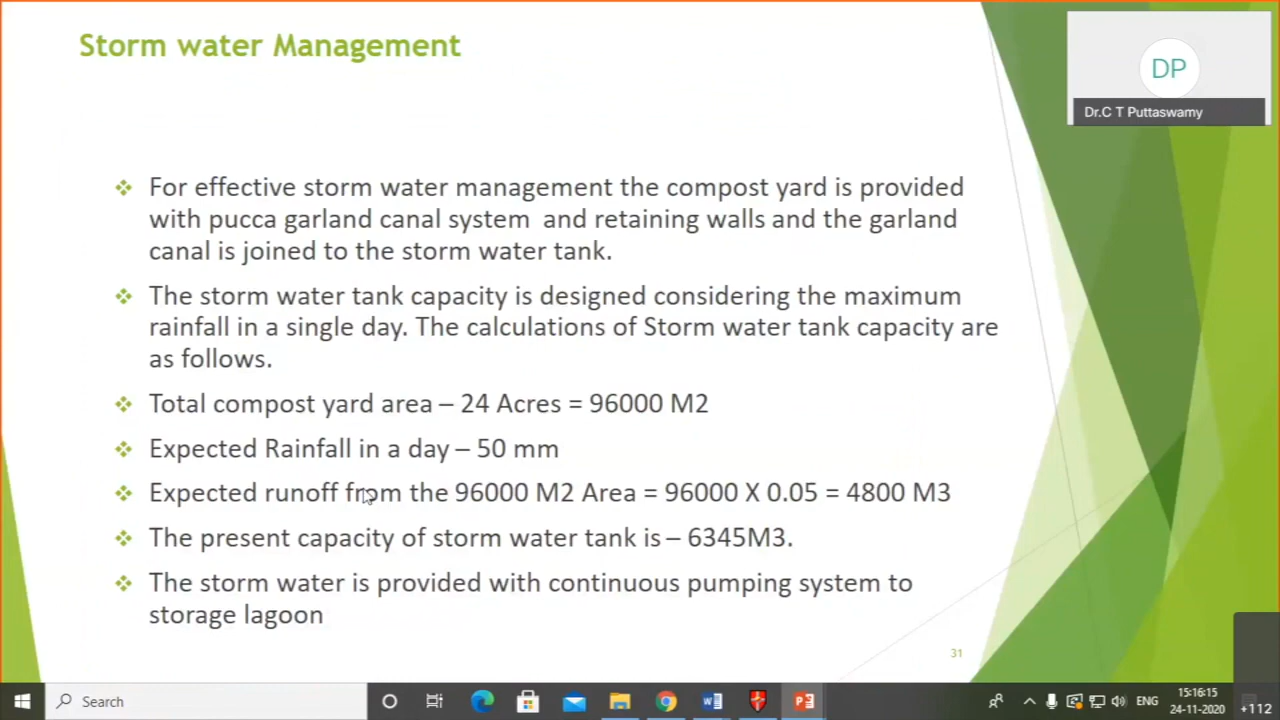 Storm water Management
DP
Dr.C T Puttaswamy
For effective storm water management the compost yard is provided
with pucca garland canal system and retaining walls and the garland
canal is joined to the storm water tank.
The storm water tank capacity is designed considering the maximum
rainfall in a single day. The calculations of Storm water tank capacity are
as follows.
Total compost yard area – 24 Acres = 96000 M2
Expected Rainfall in a day – 50 mm
Expected runoff from the 96000 M2 Area = 96000 X 0.05 = 4800 M3
The present capacity of storm water tank is – 6345M3.
The storm water is provided with continuous pumping system to
storage lagoon
31
Search
ENG
15:16:15
24-11-2020
+112